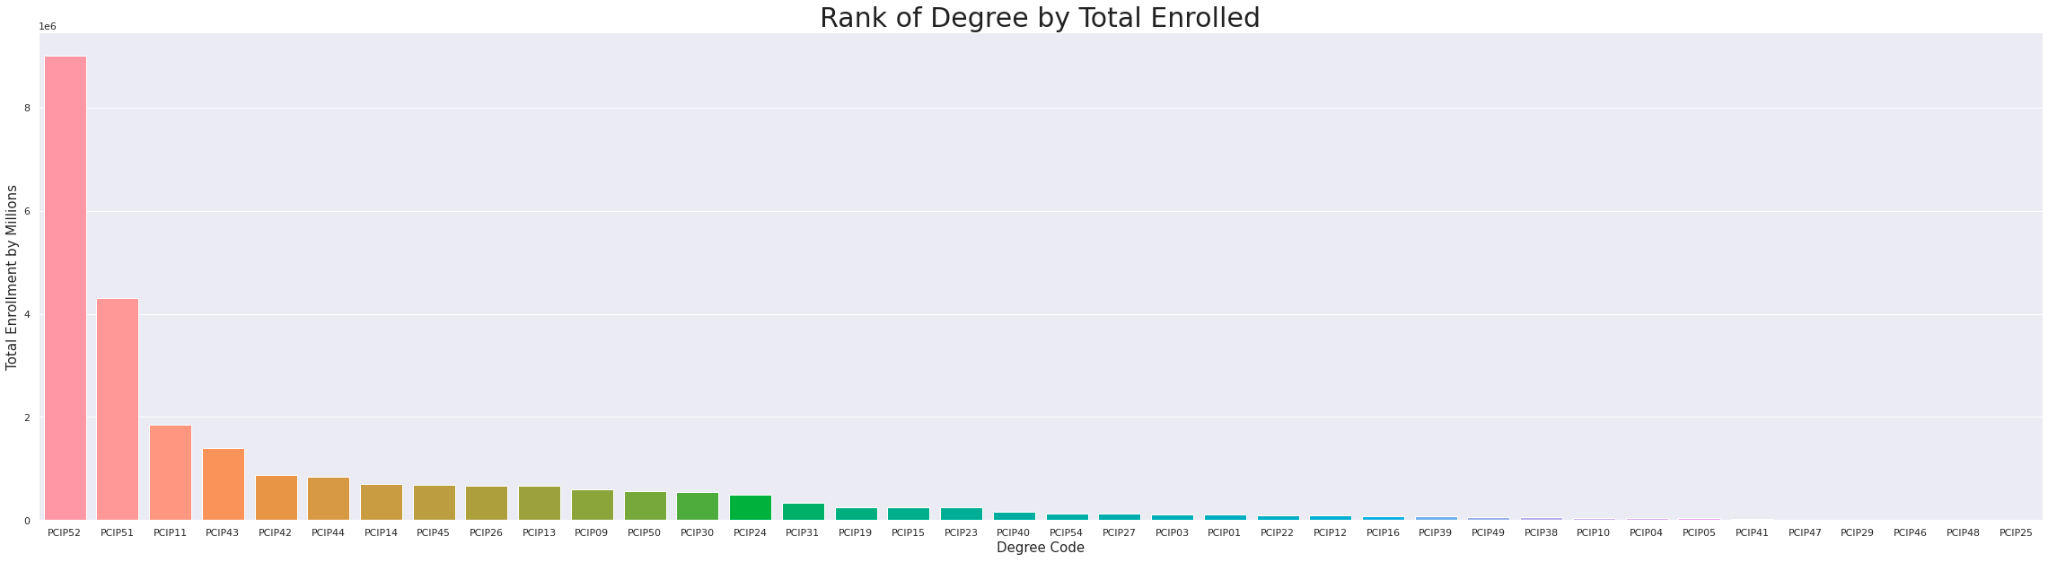 Rank of Degree by Total Enrolled
1e6
8
6
4
2
0
Total Enrollment by Millions
PCIP52 PCIP51 PCIP11 PCIP43 PCIP42 PCIP44 PCIP14 PCIP45 PCIP26 PCIP13 PCIP09 PCIP50 PCIP30 PCIP24 PCIP31 PCIP19 PCIP15 PCIP23 PCIP40 PCIP54 PCIP27 PCIP03 PCIP01 PCIP22 PCIP12 PCIP16 PCIP39 PCIP49 PCIP38 PCIP10 PCIP04 PCIP05 PCIP41 PCIP47 PCIP29 PCIP46 PCIP48 PCIP25
Degree Code